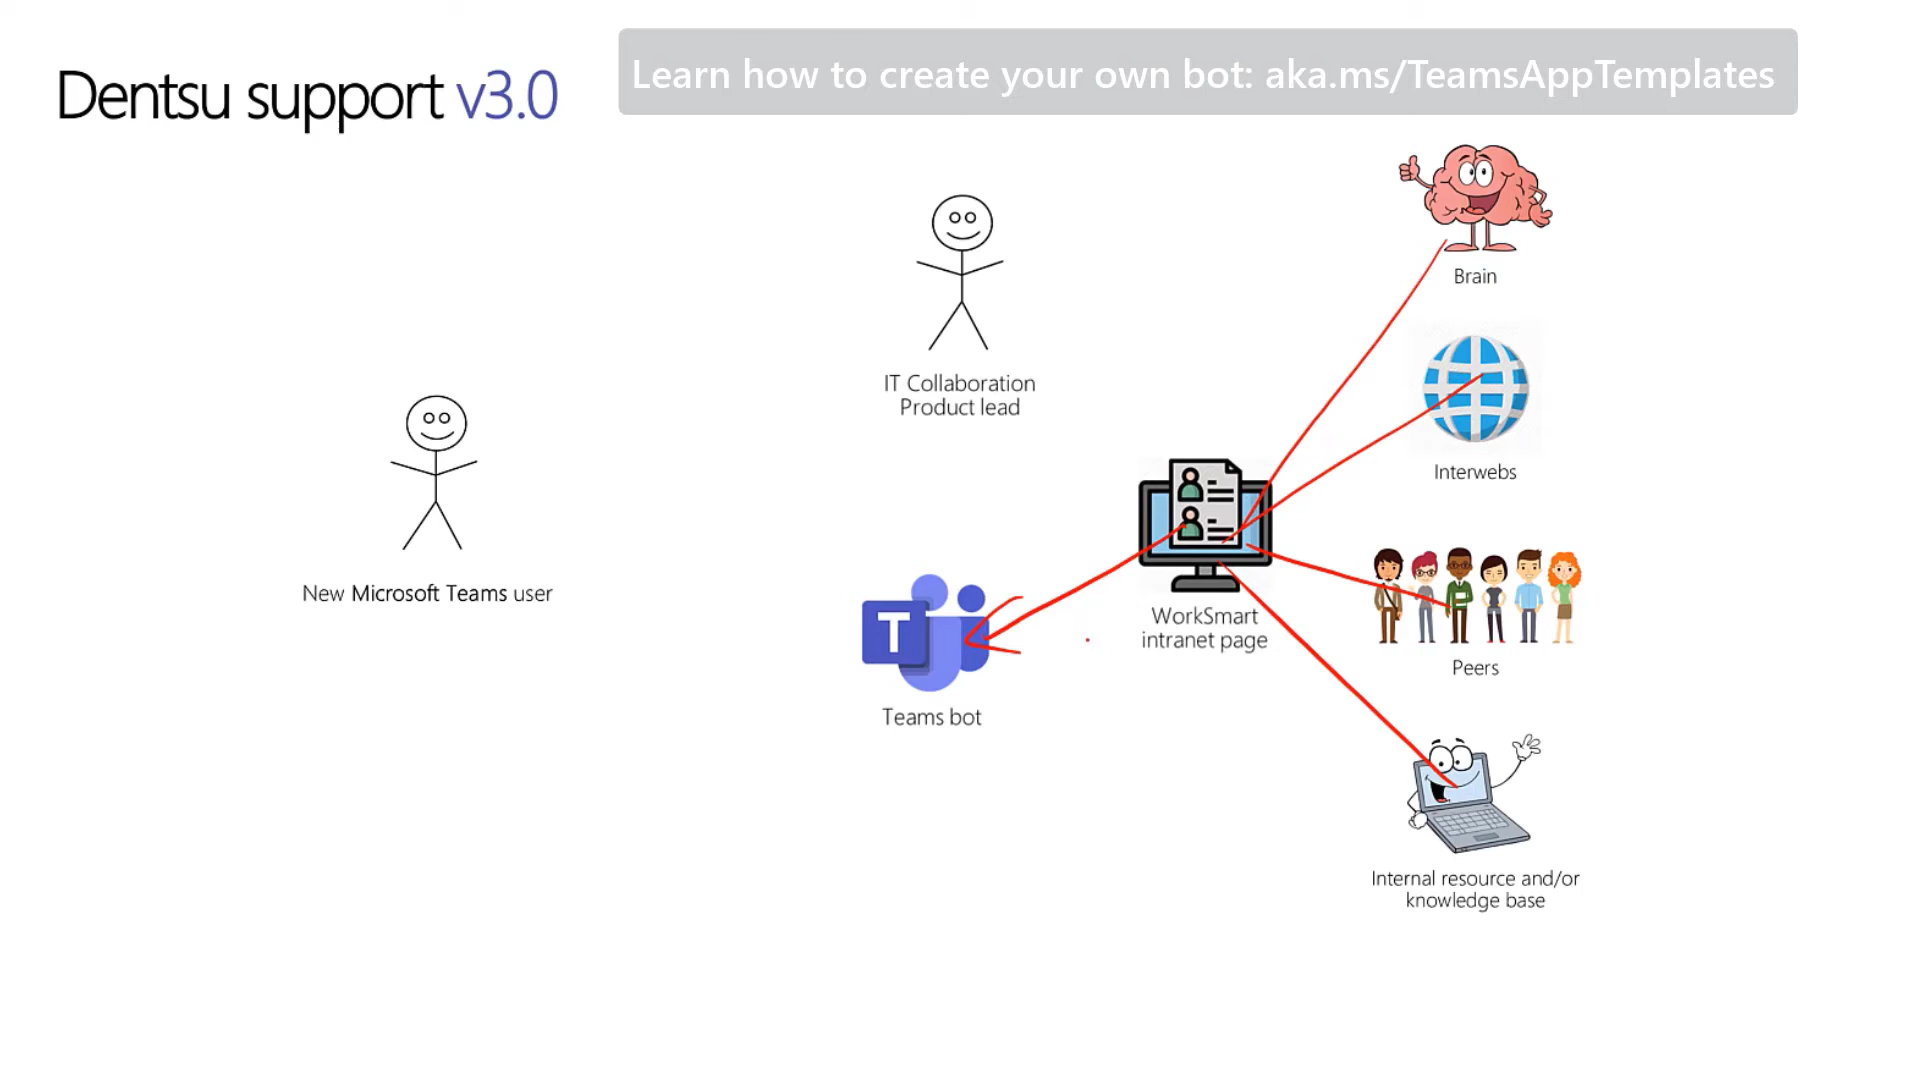 Dentsu support v3.0
Learn how to create your own bot: aka.ms/TeamsAppTemplates
Brain
IT Collaboration
Product lead
Interwebs
New Microsoft Teams user
WorkSmart
intranet page
Peers
T
Teams bot
Internal resource and/or
knowledge base